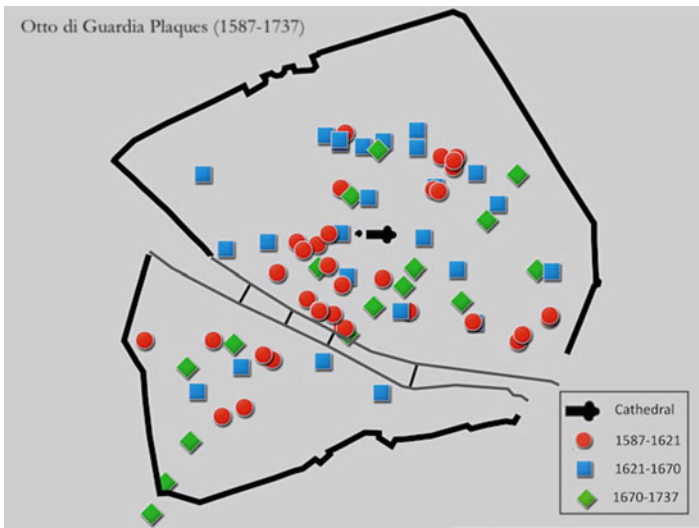 Otto di Guardia Plaques (1587-1737)
Cathedral
1587-1621
1621-1670
1670-1737